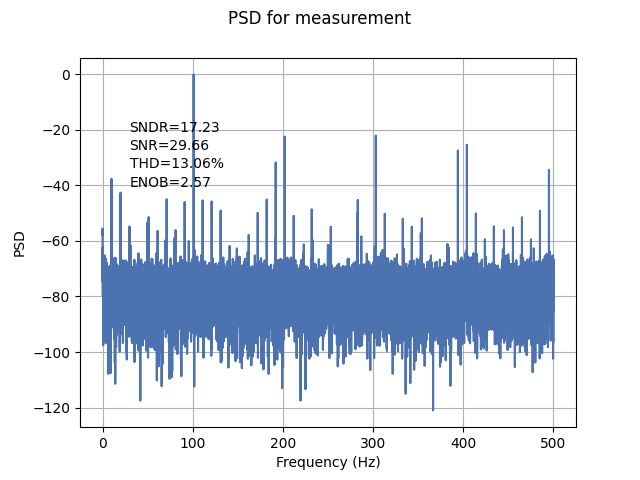 PSD for measurement
0
−20
−40
−60
−80
−100
−120
PSD
SNDR=17.23
SNR=29.66
THD=13.06%
ENOB=2.57
0
100
200
300
400
500
Frequency (Hz)